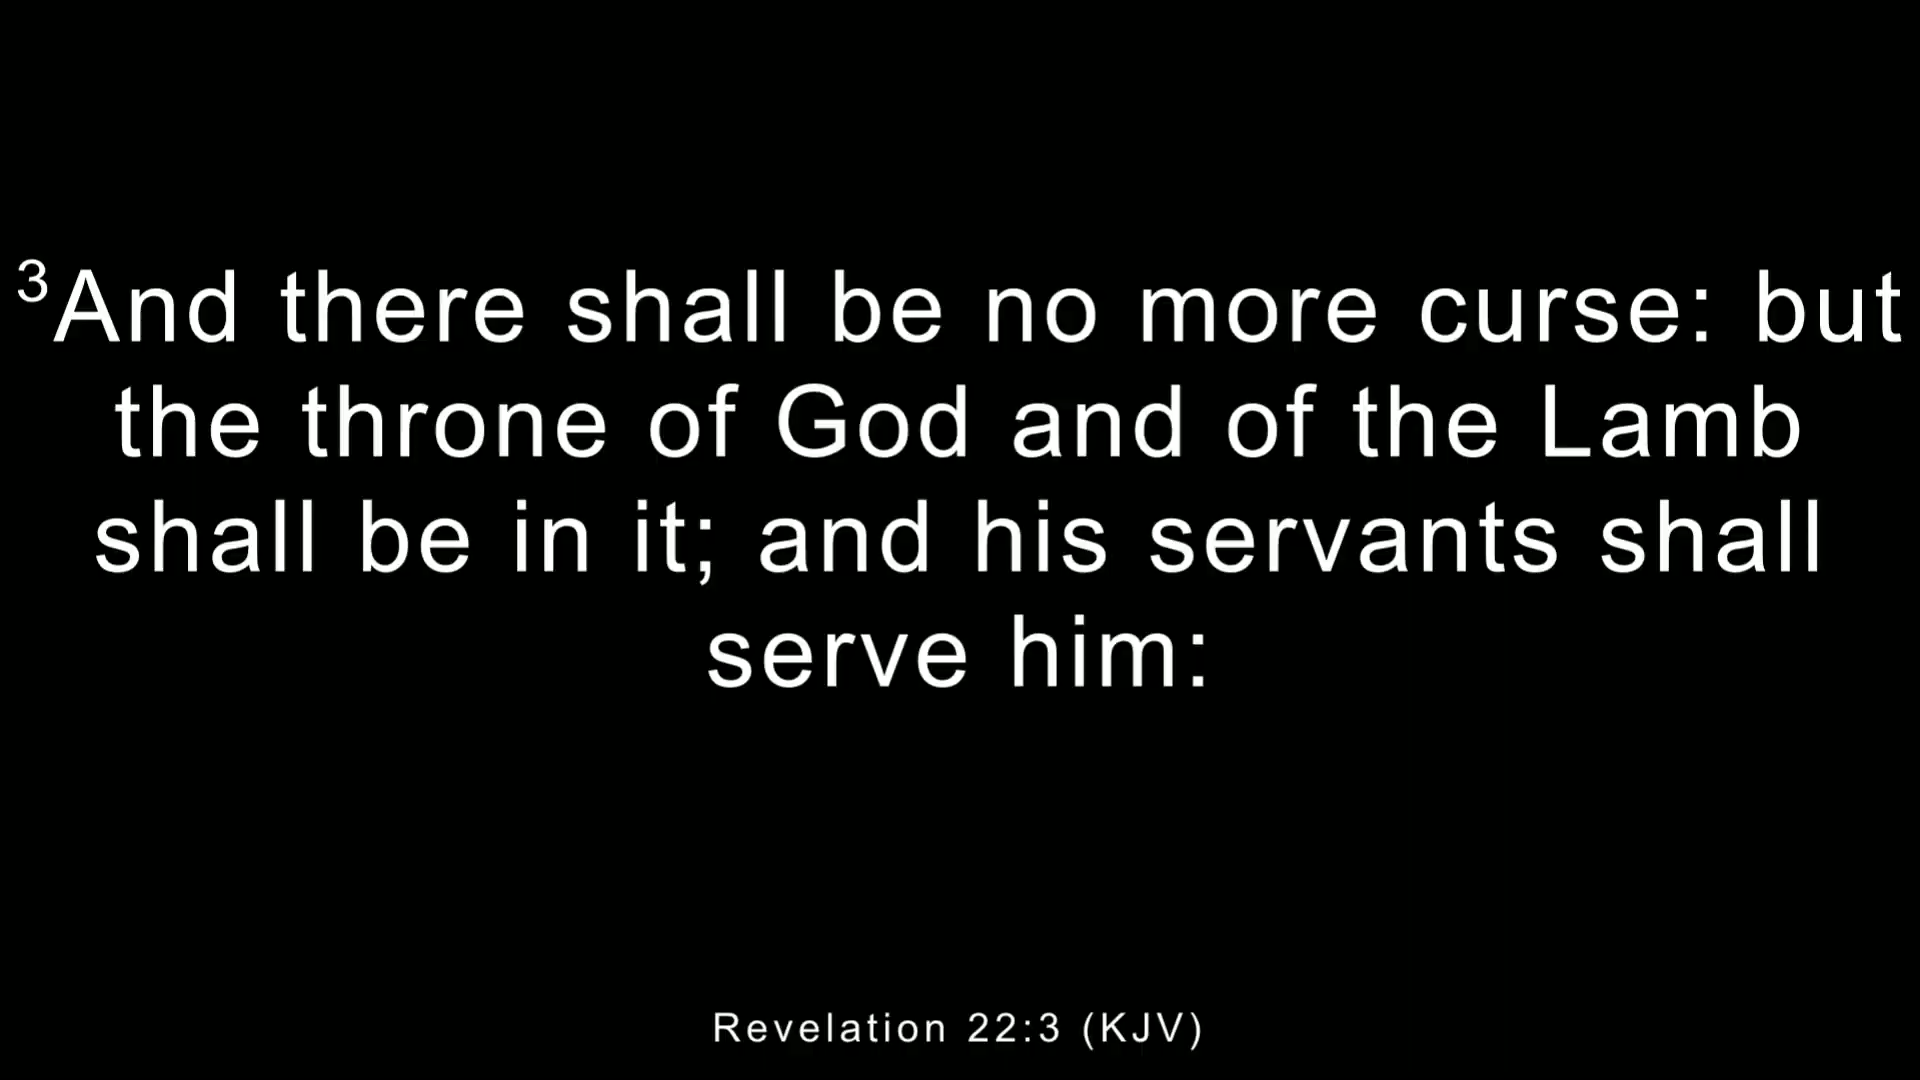 ³And there shall be no more curse: but
the throne of God and of the Lamb
shall be in it; and his servants shall
serve him:
Revelation 22:3 (KJV)